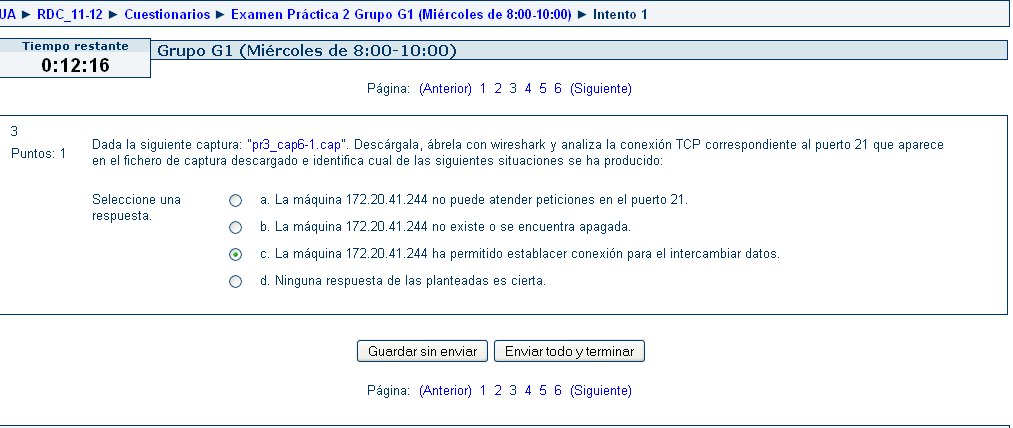 UA ► RDC_11-12 ► Cuestionarios ► Examen Práctica 2 Grupo G1 (Miércoles de 8:00-10:00) ► Intento 1
Tiempo restante
0:12:16
Grupo G1 (Miércoles de 8:00-10:00)
Página: (Anterior) 1 2 3 4 5 6 (Siguiente)
3
Puntos: 1
Dada la siguiente captura: "pr3_cap6-1.cap". Descárgala, ábrela con wireshark y analiza la conexión TCP correspondiente al puerto 21 que aparece
en el fichero de captura descargado e identifica cual de las siguientes situaciones se ha producido:
Seleccione una
respuesta.
a. La máquina 172.20.41.244 no puede atender peticiones en el puerto 21.
b. La máquina 172.20.41.244 no existe o se encuentra apagada.
c. La máquina 172.20.41.244 ha permitido establacer conexión para el intercambiar datos.
d. Ninguna respuesta de las planteadas es cierta.
Guardar sin enviar
Enviar todo y terminar
Página: (Anterior) 1 2 3 4 5 6 (Siguiente)